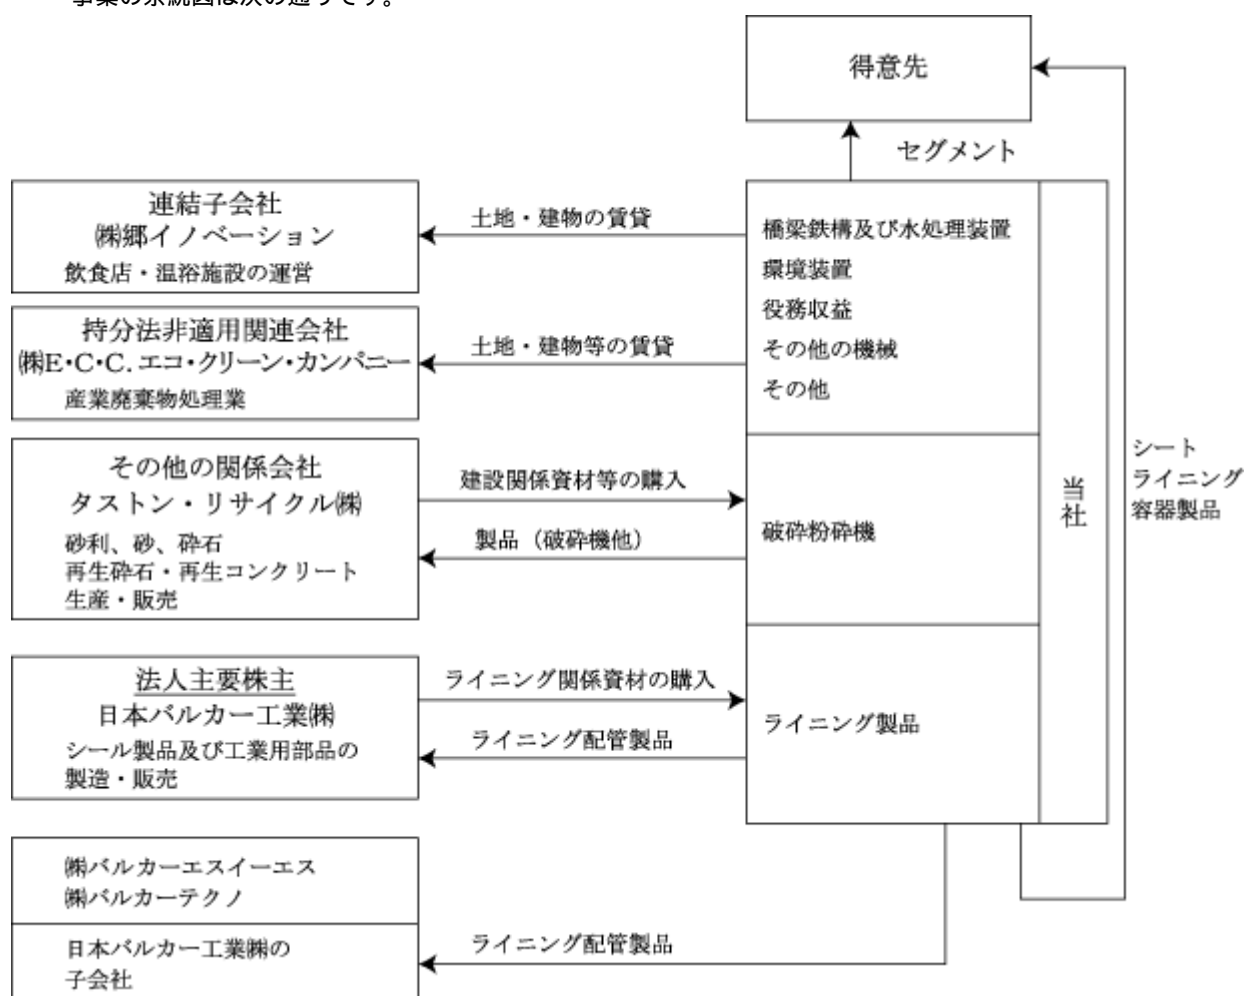 事業の系統図は次の通りです。
得意先
セグメント
連結子会社
㈱郷イノベーション
飲食店・温浴施設の運営
土地・建物の賃貸
橋梁鉄構及び水処理装置
環境装置
役務収益
その他の機械
その他
持分法非適用関連会社
㈱E・C・C.エコ・クリーン・カンパニー
産業廃棄物処理業
土地・建物等の賃貸
その他の関係会社
タストン・リサイクル㈱
砂利、砂、砕石
再生砕石・再生コンクリート
生産・販売
建設関係資材等の購入
製品（破砕機他）
破砕粉砕機
当社
シート
ライニング
容器製品
法人主要株主
日本バルカー工業㈱
シール製品及び工業用部品の
製造・販売
ライニング関係資材の購入
ライニング配管製品
ライニング製品
㈱バルカーエスイーエス
㈱バルカーテクノ
日本バルカー工業㈱の
子会社
ライニング配管製品